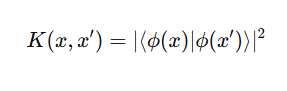 K(x, x′) = |⟨ϕ(x)|ϕ(x′)⟩|²